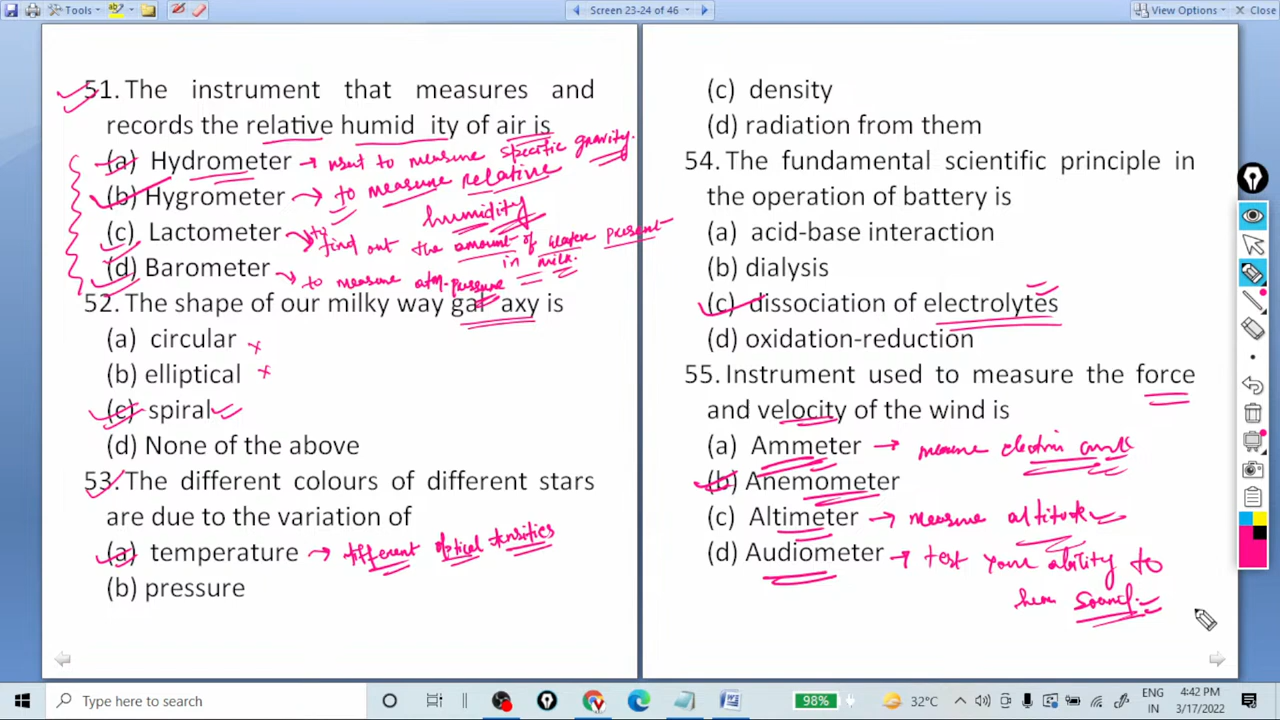 Tools
Screen 23-24 of 46
View Options
Close
51. The instrument that measures and
records the relative humid ity of air is
(a) Hydrometer → used to measure specific gravity.
(b) Hygrometer → to measure relative
humidity
(c) Lactometer → to find out the amount of water present
in milk.
(d) Barometer → to measure atm. pressure
52. The shape of our milky way gal axy is
(a) circular ×
(b) elliptical ×
(c) spiral
(d) None of the above
53. The different colours of different stars
are due to the variation of
(a) temperature → different optical densities
(b) pressure
(c) density
(d) radiation from them
54. The fundamental scientific principle in
the operation of battery is
(a) acid-base interaction
(b) dialysis
(c) dissociation of electrolytes
(d) oxidation-reduction
55. Instrument used to measure the force
and velocity of the wind is
(a) Ammeter → measure electric
(b) Anemometer
(c) Altimeter → measure altitude
(d) Audiometer → test your ability to
hear sound.
Type here to search
98%
32°C
ENG
IN
4:42 PM
3/17/2022